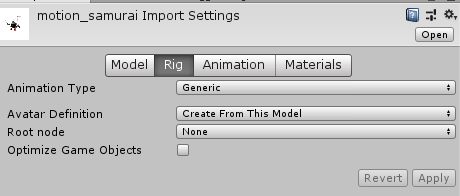 motion_samurai Import Settings
Open
Model Rig Animation Materials
Animation Type Generic
Avatar Definition Create From This Model
Root node None
Optimize Game Objects
Revert Apply